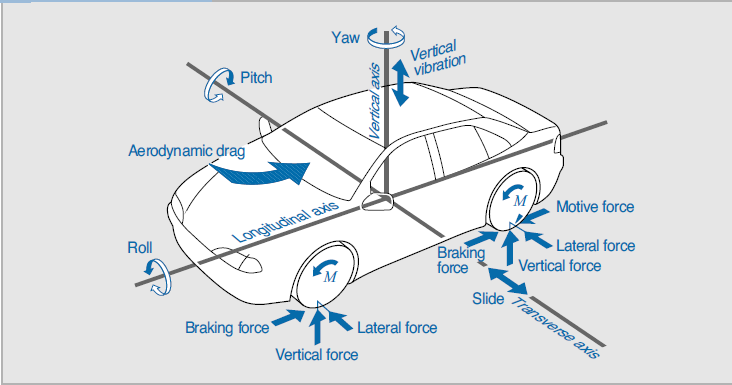 Yaw
Vertical
vibration
Pitch
Vertical axis
Aerodynamic drag
M
Motive force
Longitudinal axis
Lateral force
Braking
force
Vertical force
Roll
M
Slide
Transverse axis
Braking force
Lateral force
Vertical force